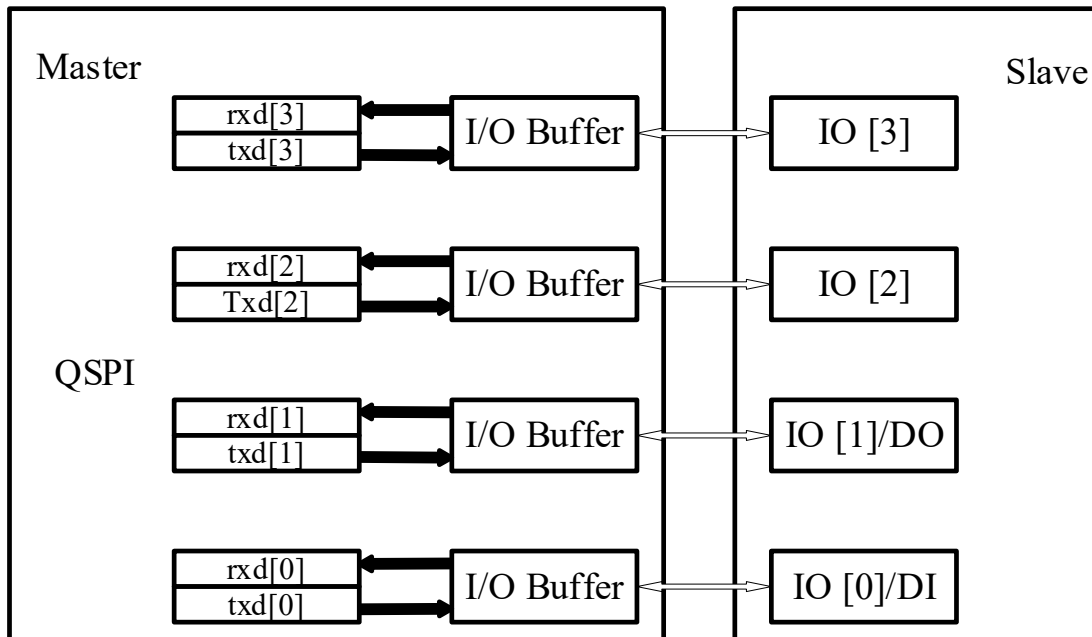 Master
Slave
rxd[3]
txd[3]
I/O Buffer
IO [3]
rxd[2]
Txd[2]
I/O Buffer
IO [2]
QSPI
rxd[1]
txd[1]
I/O Buffer
IO [1]/DO
rxd[0]
txd[0]
I/O Buffer
IO [0]/DI